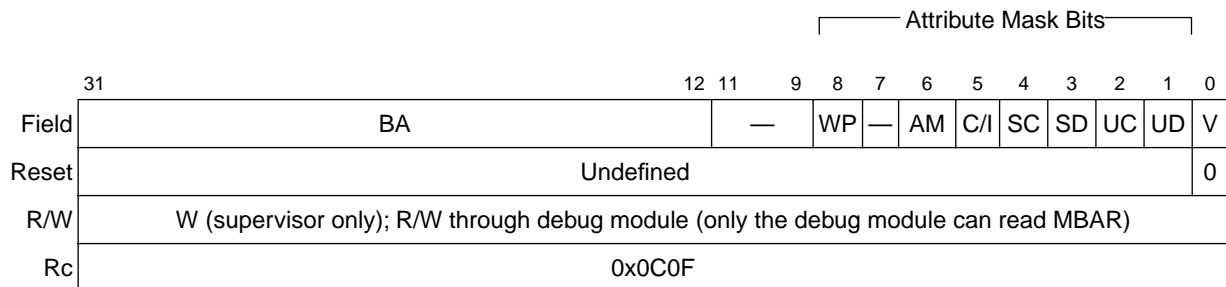 Attribute Mask Bits
31 12 11 9 8 7 6 5 4 3 2 1 0
Field BA — WP — AM C/I SC SD UC UD V
Reset Undefined 0
R/W W (supervisor only); R/W through debug module (only the debug module can read MBAR)
Rc 0x0C0F